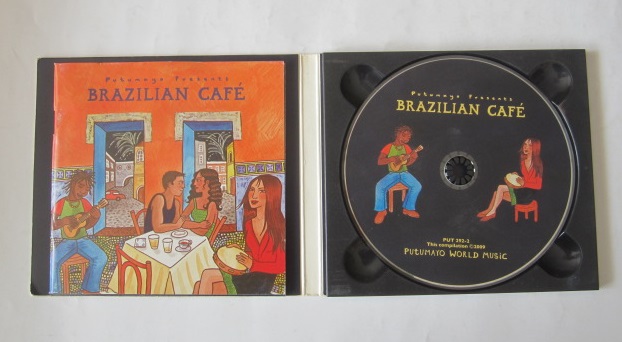 Putumayo Presents
BRAZILIAN CAFÉ
Putumayo Presents
BRAZILIAN CAFÉ
PUT 293-2
This compilation ©2009
PUTUMAYO WORLD MUSIC